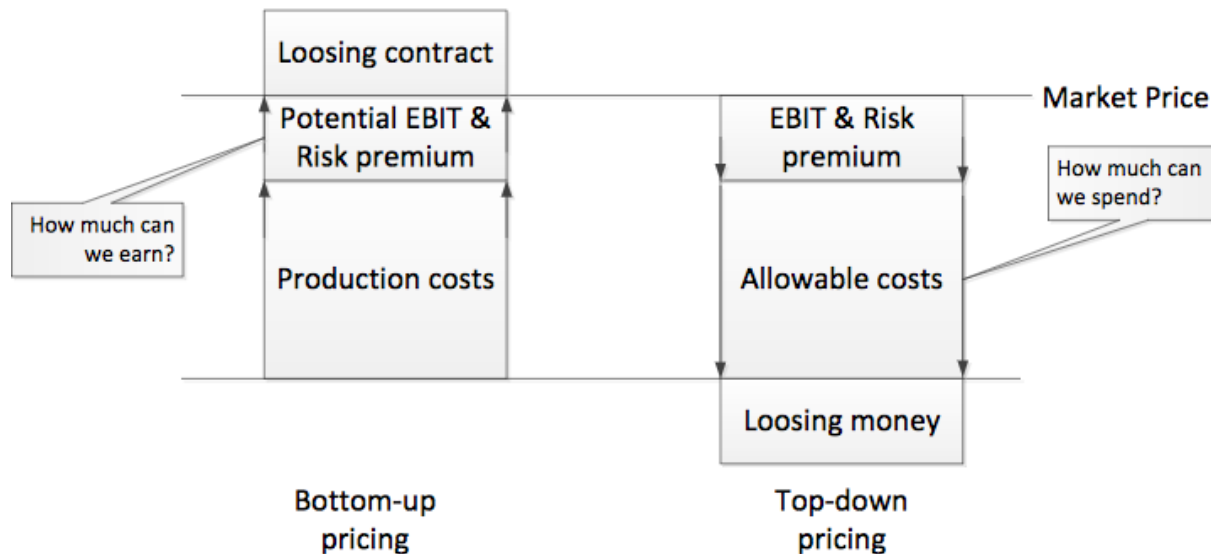 Loosing contract
Potential EBIT &
Risk premium
How much can
we earn?
Production costs
Bottom-up
pricing
Market Price
EBIT & Risk
premium
How much can
we spend?
Allowable costs
Loosing money
Top-down
pricing